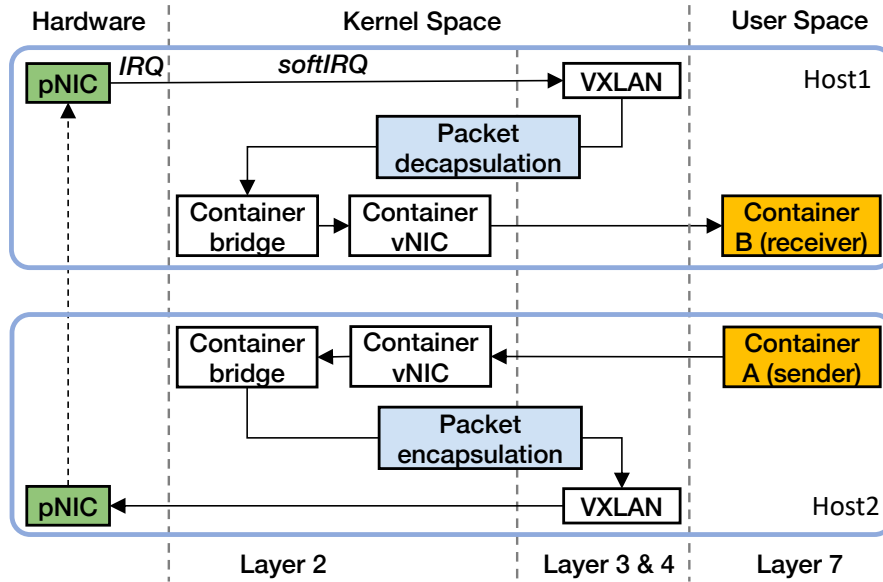 Hardware
Kernel Space
User Space
pNIC
IRQ
softIRQ
VXLAN
Host1
Packet
decapsulation
Container
bridge
Container
vNIC
Container
B (receiver)
Container
bridge
Container
vNIC
Container
A (sender)
Packet
encapsulation
pNIC
VXLAN
Host2
Layer 2
Layer 3 & 4
Layer 7